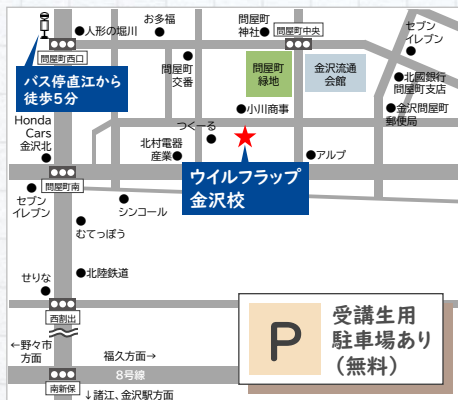 お多福
問屋町
神社
セブン
イレブン
人形の堀川
問屋町中央
問屋町西口
バス停直江から
徒歩5分
問屋町
交番
問屋町
緑地
金沢流通
会館
北國銀行
問屋町支店
小川商事
金沢問屋町
郵便局
Honda
Cars
金沢北
つくーる
北村電器
産業
アルプ
ウイルフラップ
金沢校
問屋町南
セブン
イレブン
シンコール
むてっぽう
北陸鉄道
せりな
西割出
←野々市
方面
福久方面→
8号線
南新保
↓諸江、金沢駅方面
P
受講生用
駐車場あり
(無料)